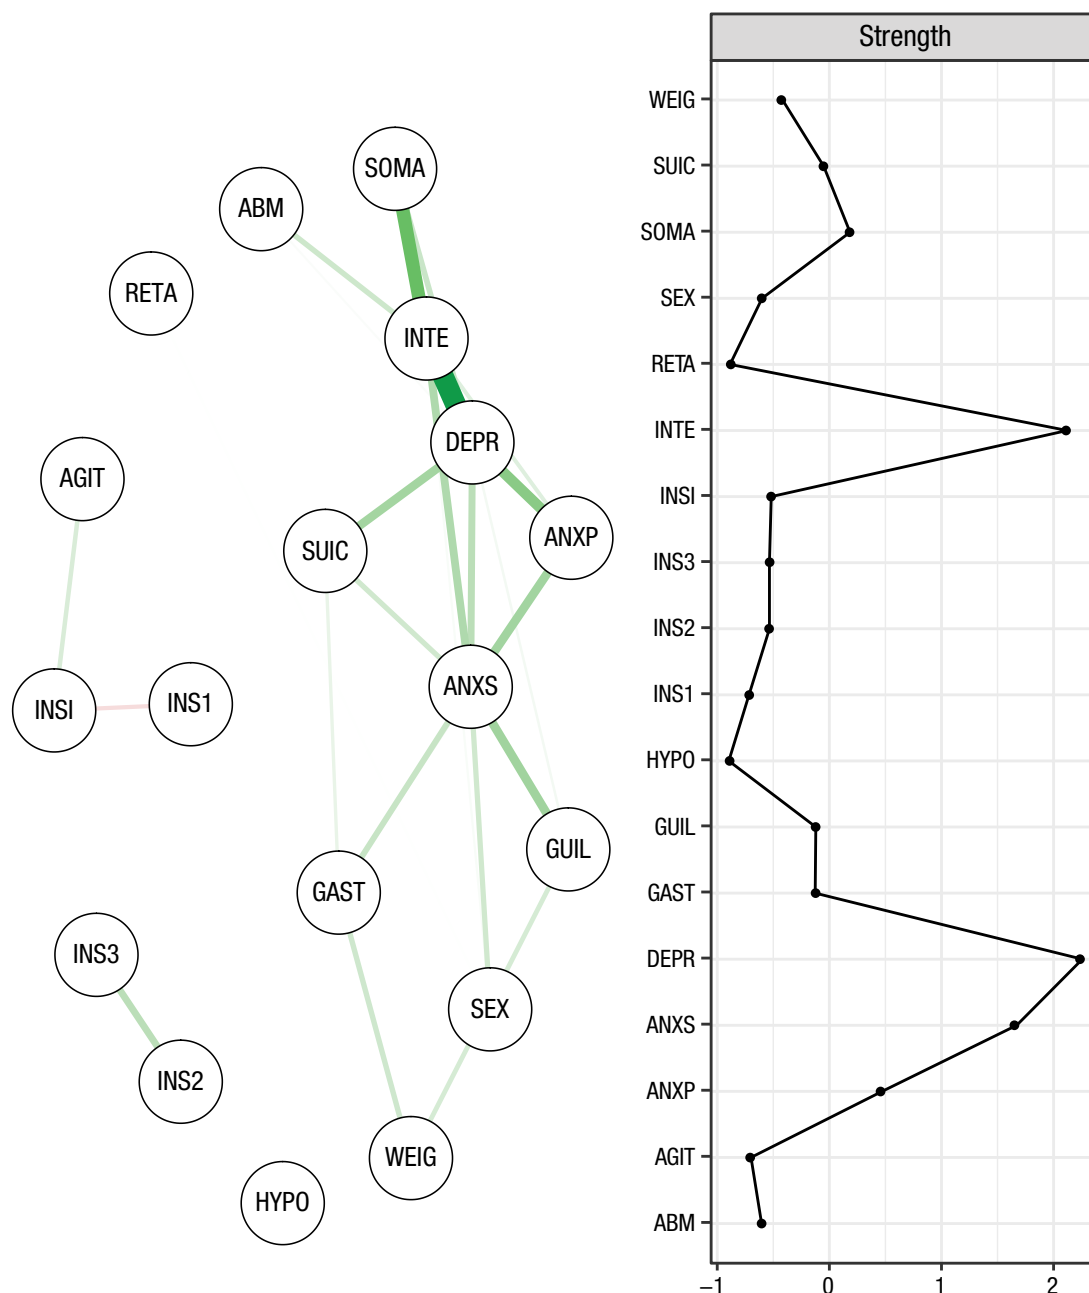 SOMA
ABM
RETA
INTE
DEPR
AGIT
ANXP
SUIC
ANXS
INSI
INS1
GUIL
GAST
INS3
SEX
INS2
WEIG
HYPO
Strength
WEIG
SUIC
SOMA
SEX
RETA
INTE
INSI
INS3
INS2
INS1
HYPO
GUIL
GAST
DEPR
ANXS
ANXP
AGIT
ABM
–1 0 1 2